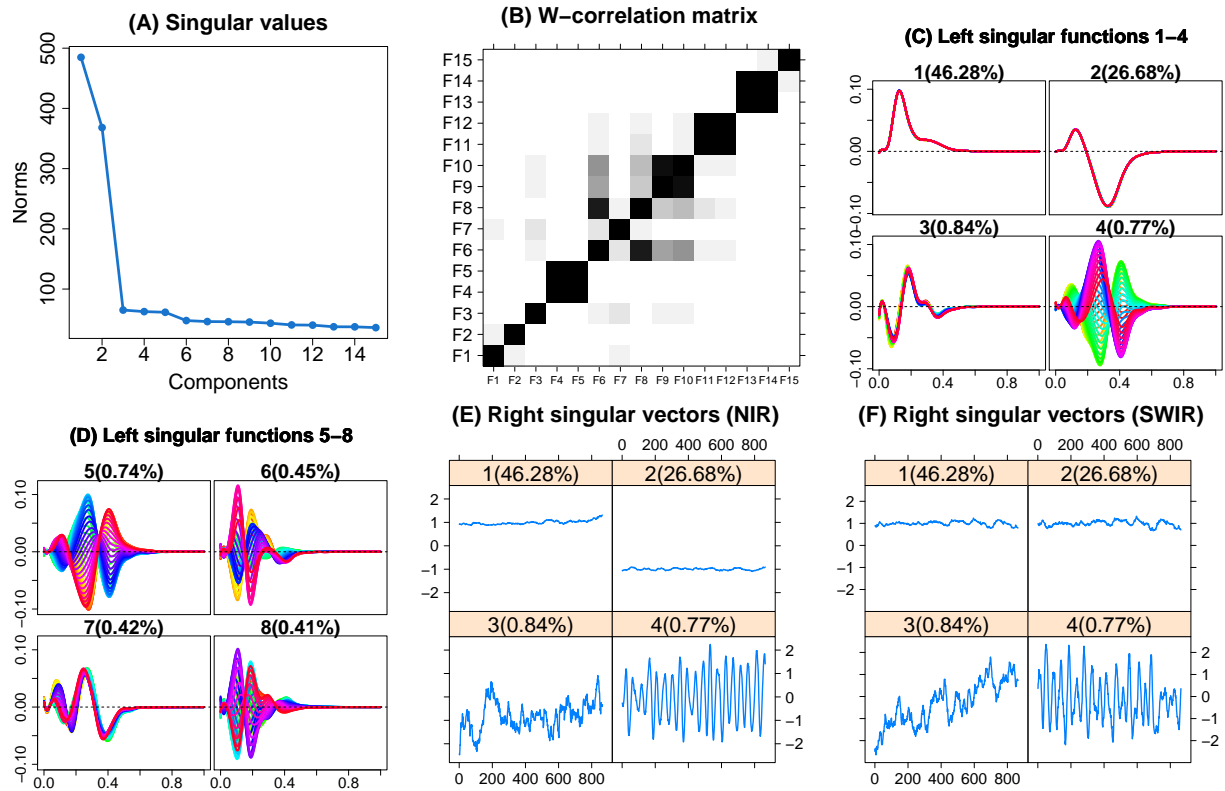 (A) Singular values
500
400
300
200
100
Norms
2 4 6 8 10 12 14
Components
(B) W−correlation matrix
F15
F14
F13
F12
F11
F10
F9
F8
F7
F6
F5
F4
F3
F2
F1
F1 F2 F3 F4 F5 F6 F7 F8 F9 F10 F11 F12 F13 F14 F15
(C) Left singular functions 1−4
1(46.28%) 2(26.68%)
0.10
0.00
−0.10
3(0.84%) 4(0.77%)
0.10
0.00
−0.10
0.0 0.4 0.8 0.0 0.4 0.8
(D) Left singular functions 5−8
5(0.74%) 6(0.45%)
0.10
0.00
−0.10
7(0.42%) 8(0.41%)
0.10
0.00
−0.10
0.0 0.4 0.8 0.0 0.4 0.8
(E) Right singular vectors (NIR)
0 200 400 600 800
1(46.28%) 2(26.68%)
2
1
0
−1
−2
3(0.84%) 4(0.77%)
2
1
0
−1
−2
0 200 400 600 800
(F) Right singular vectors (SWIR)
0 200 400 600 800
1(46.28%) 2(26.68%)
2
1
0
−1
−2
3(0.84%) 4(0.77%)
2
1
0
−1
−2
0 200 400 600 800